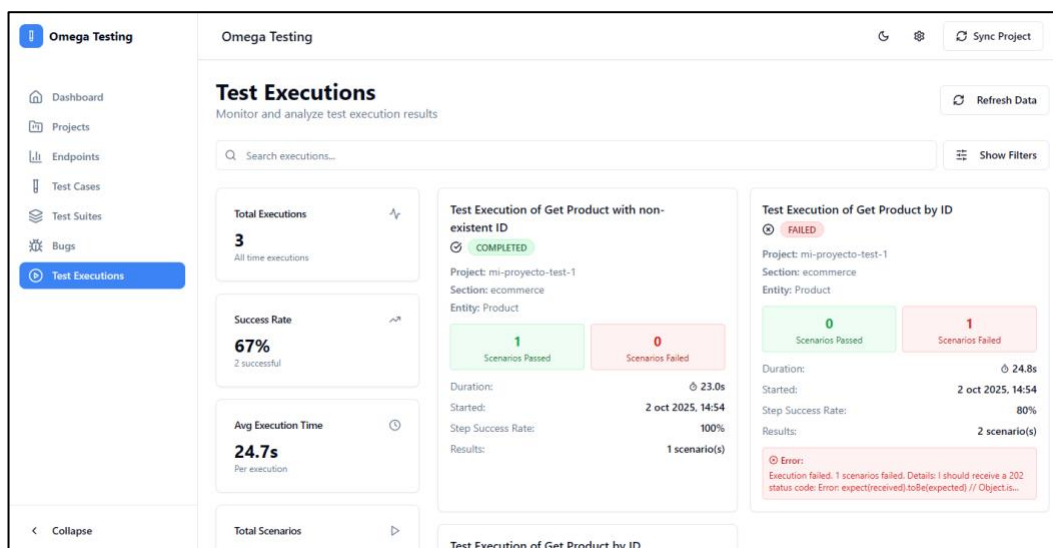 Omega Testing
Dashboard
Projects
Endpoints
Test Cases
Test Suites
Bugs
Test Executions
Collapse
Omega Testing
Sync Project
Test Executions
Monitor and analyze test execution results
Refresh Data
Search executions...
Show Filters
Total Executions
3
All time executions
Success Rate
67%
2 successful
Avg Execution Time
24.7s
Per execution
Total Scenarios
Test Execution of Get Product with non-
existent ID
COMPLETED
Project: mi-proyecto-test-1
Section: ecommerce
Entity: Product
1
Scenarios Passed
0
Scenarios Failed
Duration: 23.0s
Started: 2 oct 2025, 14:54
Step Success Rate: 100%
Results: 1 scenario(s)
Test Execution of Get Product by ID
FAILED
Project: mi-proyecto-test-1
Section: ecommerce
Entity: Product
0
Scenarios Passed
1
Scenarios Failed
Duration: 24.8s
Started: 2 oct 2025, 14:54
Step Success Rate: 80%
Results: 2 scenario(s)
Error:
Execution failed. 1 scenarios failed. Details: I should receive a 202
status code: Error: expect(received).toBe(expected) // Object.is...
Test Execution of Get Product by ID